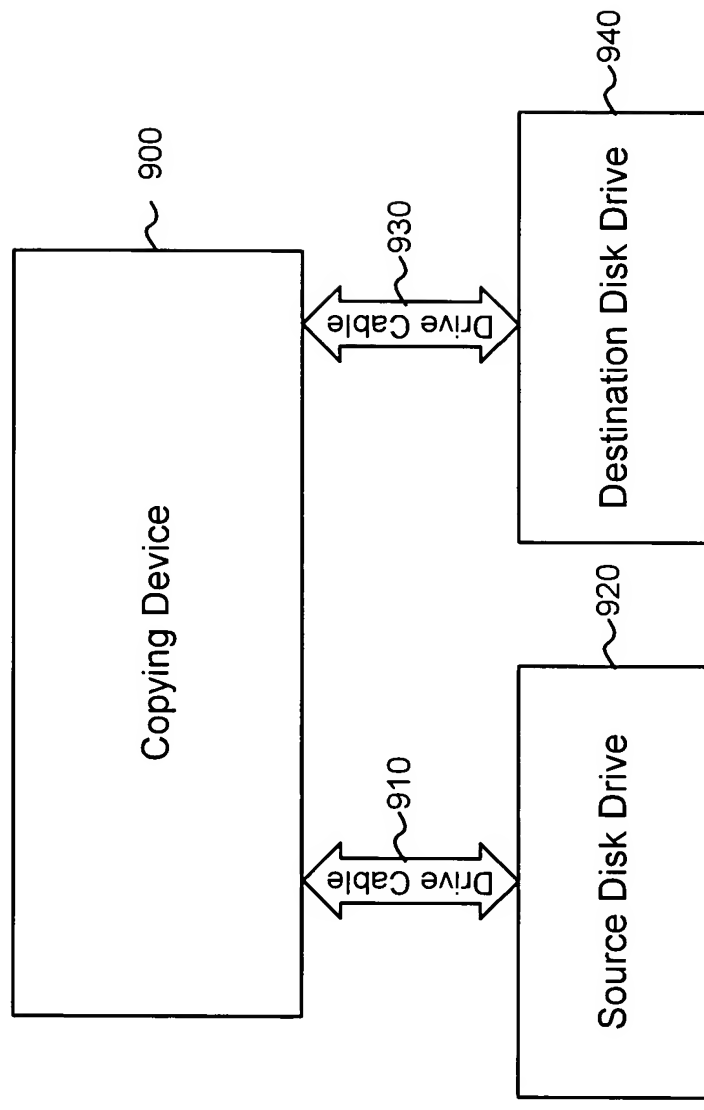 Copying Device
900
Drive Cable
910
Drive Cable
930
Source Disk Drive
920
Destination Disk Drive
940